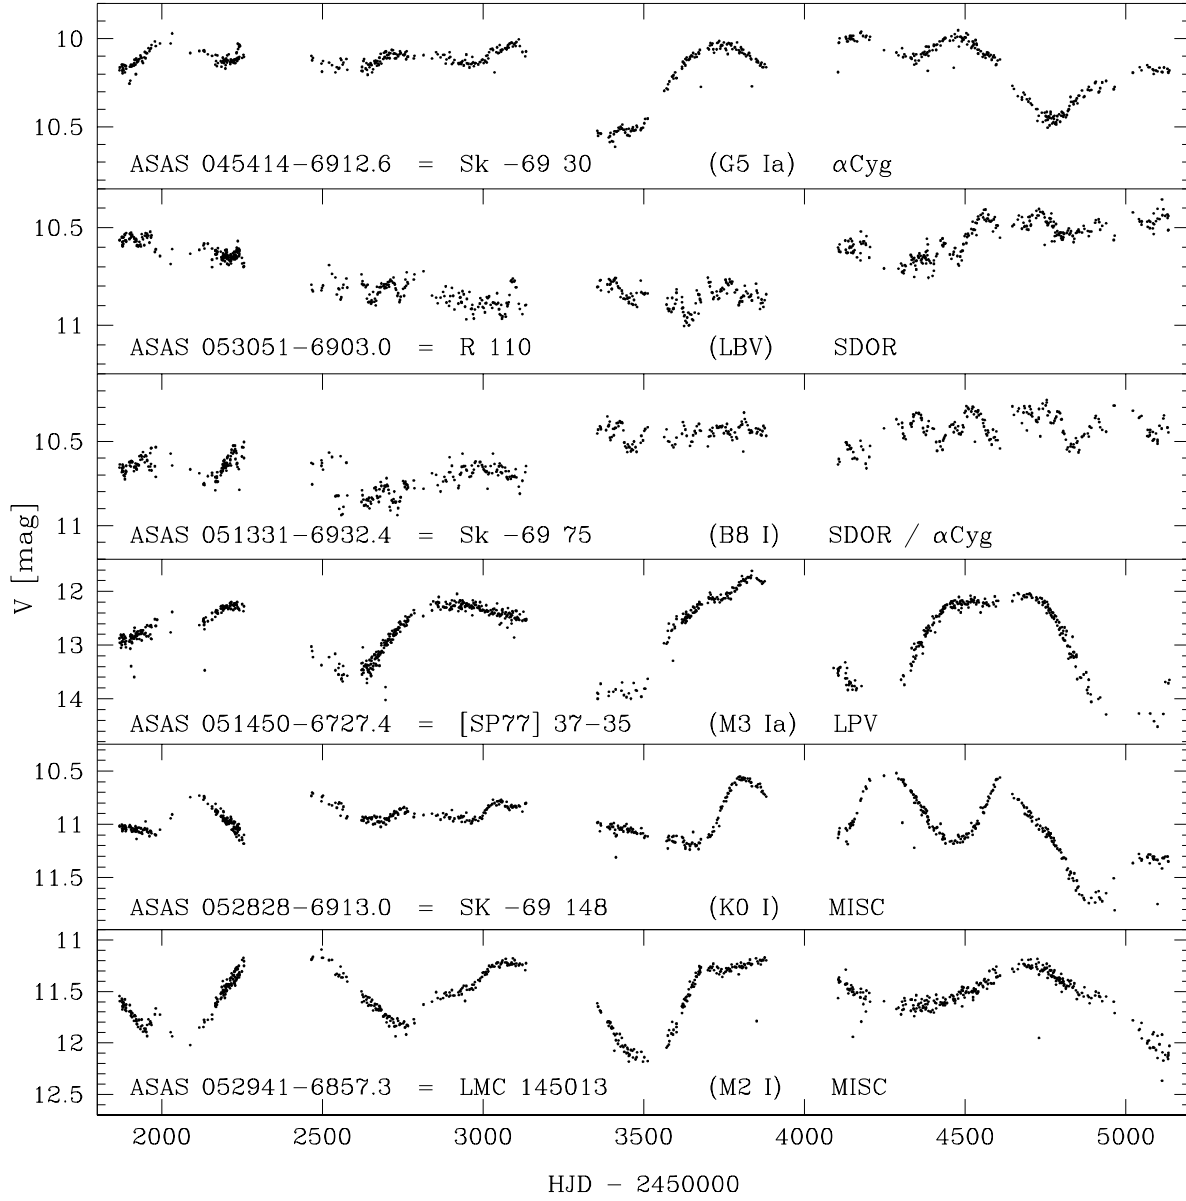 10
10.5
ASAS 045414−6912.6 = Sk −69 30 (G5 Ia) αCyg
10.5
11
ASAS 053051−6903.0 = R 110 (LBV) SDOR
10.5
11
ASAS 051331−6932.4 = Sk −69 75 (B8 I) SDOR / αCyg
V [mag]
12
13
14
ASAS 051450−6727.4 = [SP77] 37−35 (M3 Ia) LPV
10.5
11
11.5
ASAS 052828−6913.0 = SK −69 148 (K0 I) MISC
11
11.5
12
12.5
ASAS 052941−6857.3 = LMC 145013 (M2 I) MISC
2000 2500 3000 3500 4000 4500 5000
HJD − 2450000